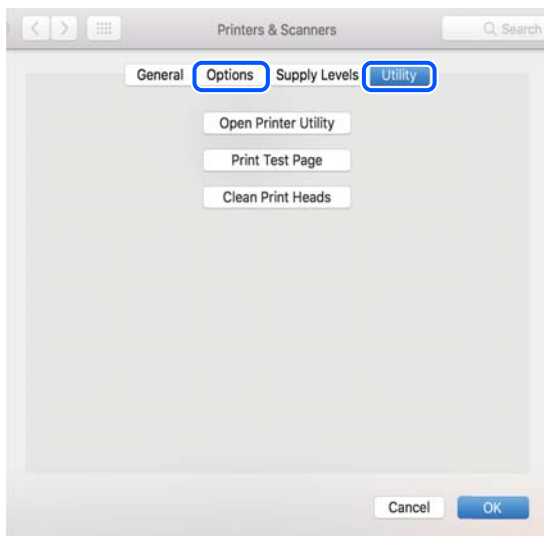 Printers & Scanners
Search
General Options Supply Levels Utility
Open Printer Utility
Print Test Page
Clean Print Heads
Cancel OK